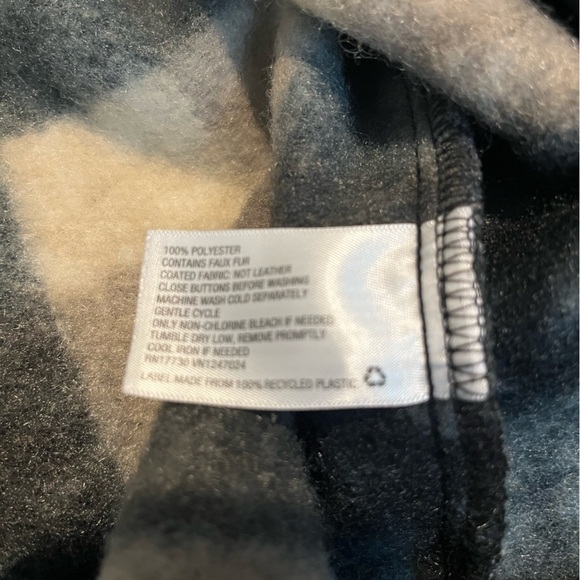 100% POLYESTER
CONTAINS FAUX FUR
COATED FABRIC: NOT LEATHER
CLOSE BUTTONS BEFORE WASHING
MACHINE WASH COLD SEPARATELY
GENTLE CYCLE
ONLY NON-CHLORINE BLEACH IF NEEDED
TUMBLE DRY LOW, REMOVE PROMPTLY
COOL IRON IF NEEDED
RN17730 VN1247024
LABEL MADE FROM 100% RECYCLED PLASTIC